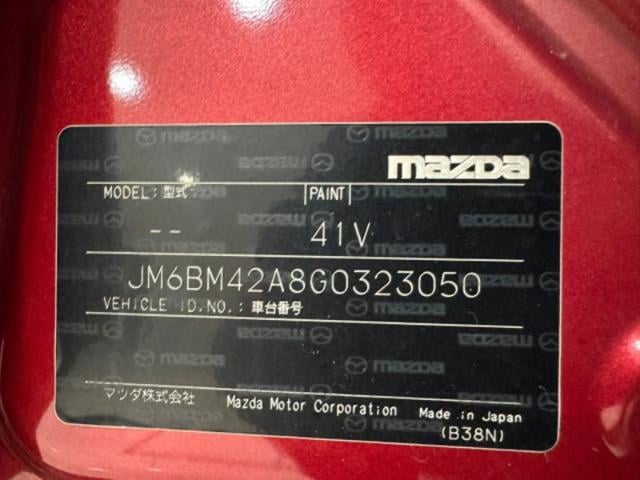 mazda
MODEL: 型式 PAINT
-- 41V
JM6BM42A8G0323050
VEHICLE ID.NO.: 車台番号
マツダ株式会社 Mazda Motor Corporation Made in Japan
(B38N)